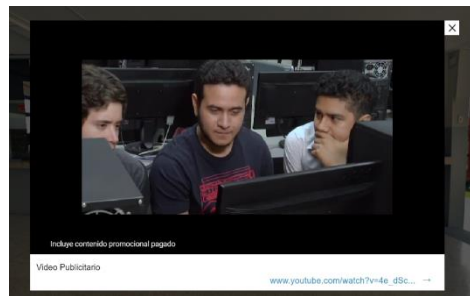 Incluye contenido promocional pagado
Video Publicitario
www.youtube.com/watch?v=4e_dSc... →